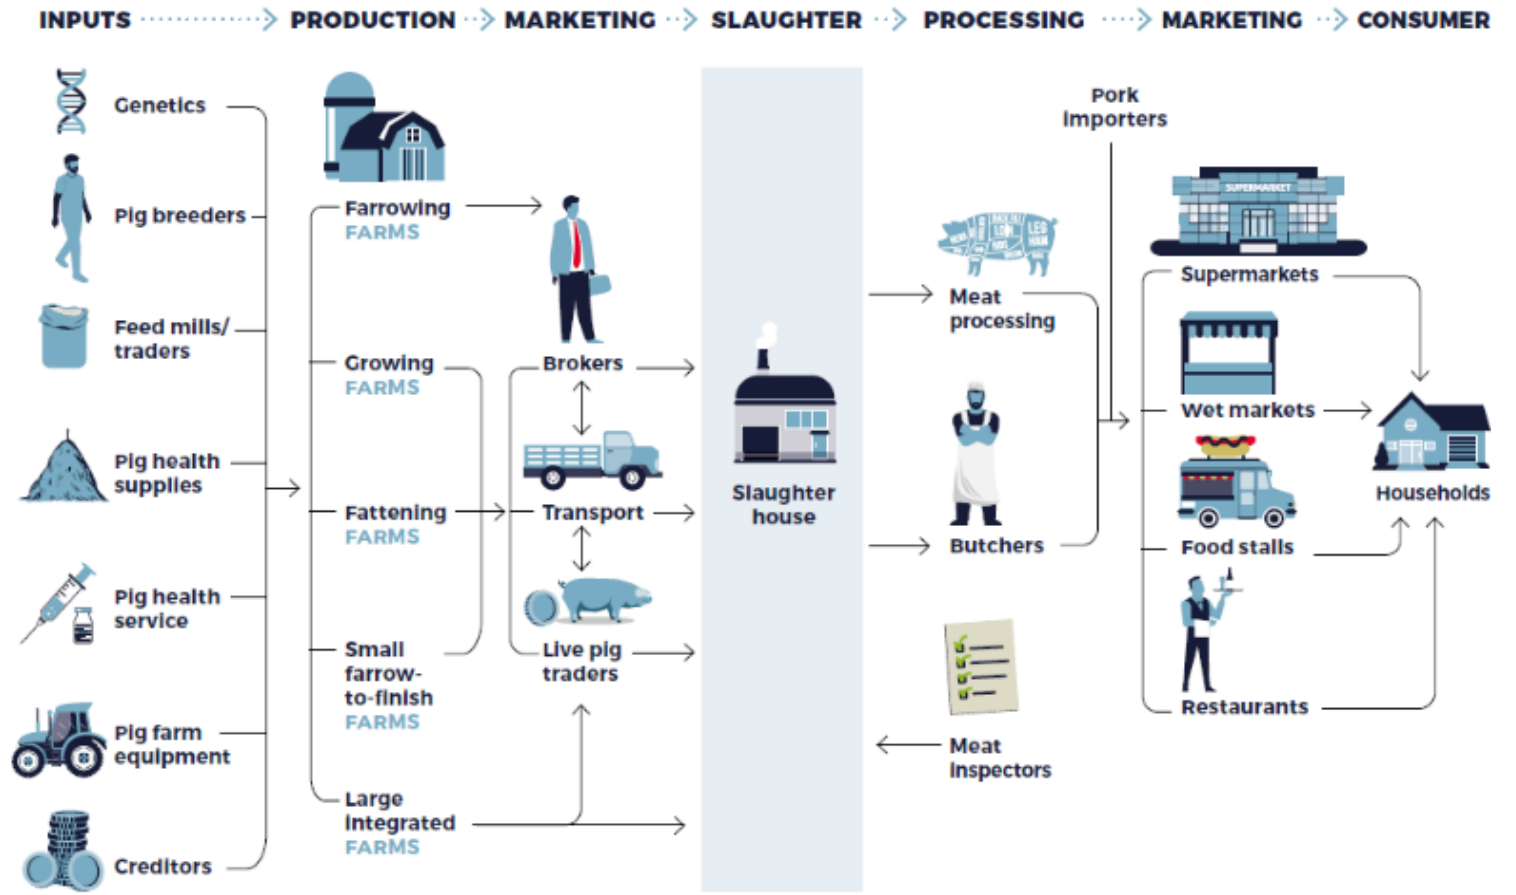 INPUTS
PRODUCTION
MARKETING
SLAUGHTER
PROCESSING
MARKETING
CONSUMER
Genetics
Pig breeders
Feed mills/
traders
Pig health
supplies
Pig health
service
Pig farm
equipment
Creditors
Farrowing
FARMS
Growing
FARMS
Fattening
FARMS
Small
farrow-
to-finish
FARMS
Large
integrated
FARMS
Brokers
Transport
Live pig
traders
Slaughter
house
LOIN
LEG
HAM
Meat
processing
Butchers
Meat
inspectors
Pork
importers
SUPERMARKET
Supermarkets
Wet markets
Food stalls
Restaurants
Households